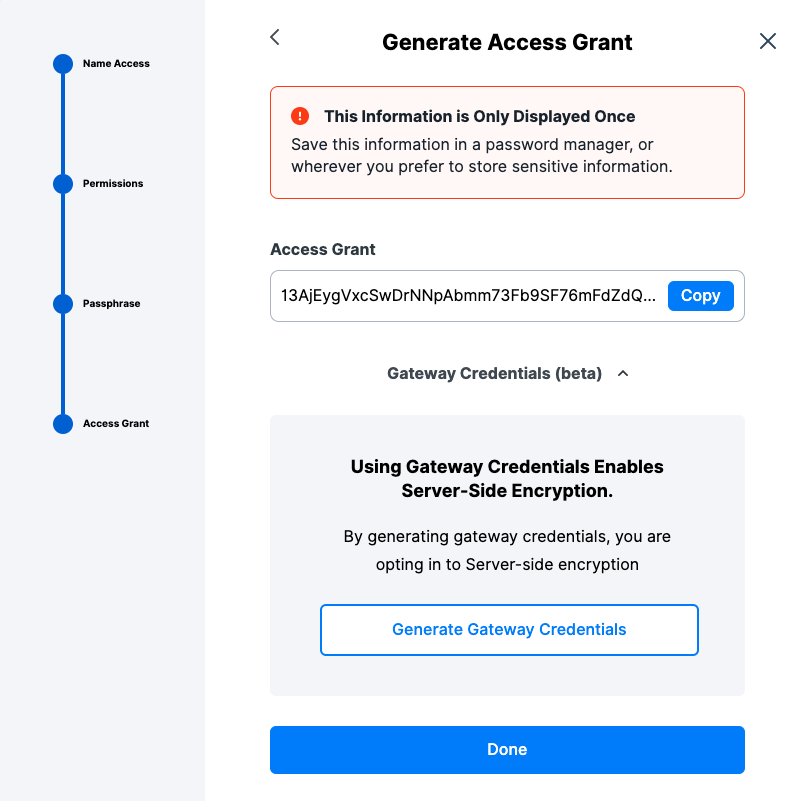 Generate Access Grant
Name Access
Permissions
Passphrase
Access Grant
This Information is Only Displayed Once
Save this information in a password manager, or
wherever you prefer to store sensitive information.
Access Grant
13AjEygVxcSwDrNNpAbmm73Fb9SF76mFdZdQ... Copy
Gateway Credentials (beta)
Using Gateway Credentials Enables
Server-Side Encryption.
By generating gateway credentials, you are
opting in to Server-side encryption
Generate Gateway Credentials
Done